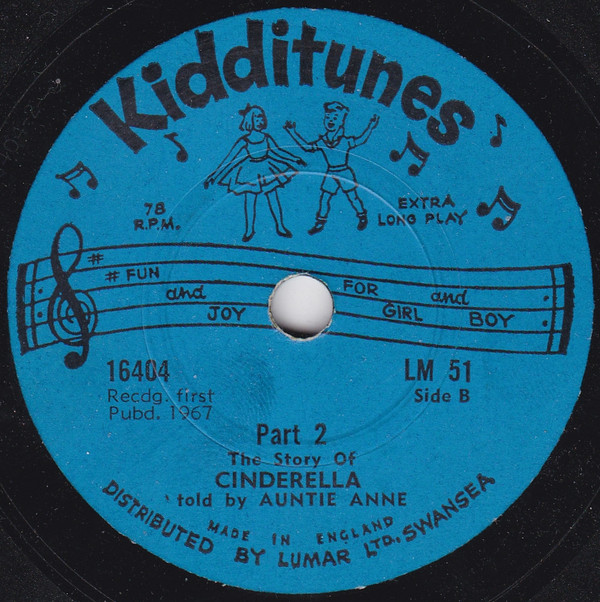 Kidditunes
78
R.P.M.
EXTRA
LONG PLAY
# FUN and JOY FOR GIRL and BOY
16404
LM 51
Recdg. first
Pubd. 1967
Side B
Part 2
The Story Of
CINDERELLA
told by AUNTIE ANNE
MADE IN ENGLAND
DISTRIBUTED BY LUMAR LTD. SWANSEA